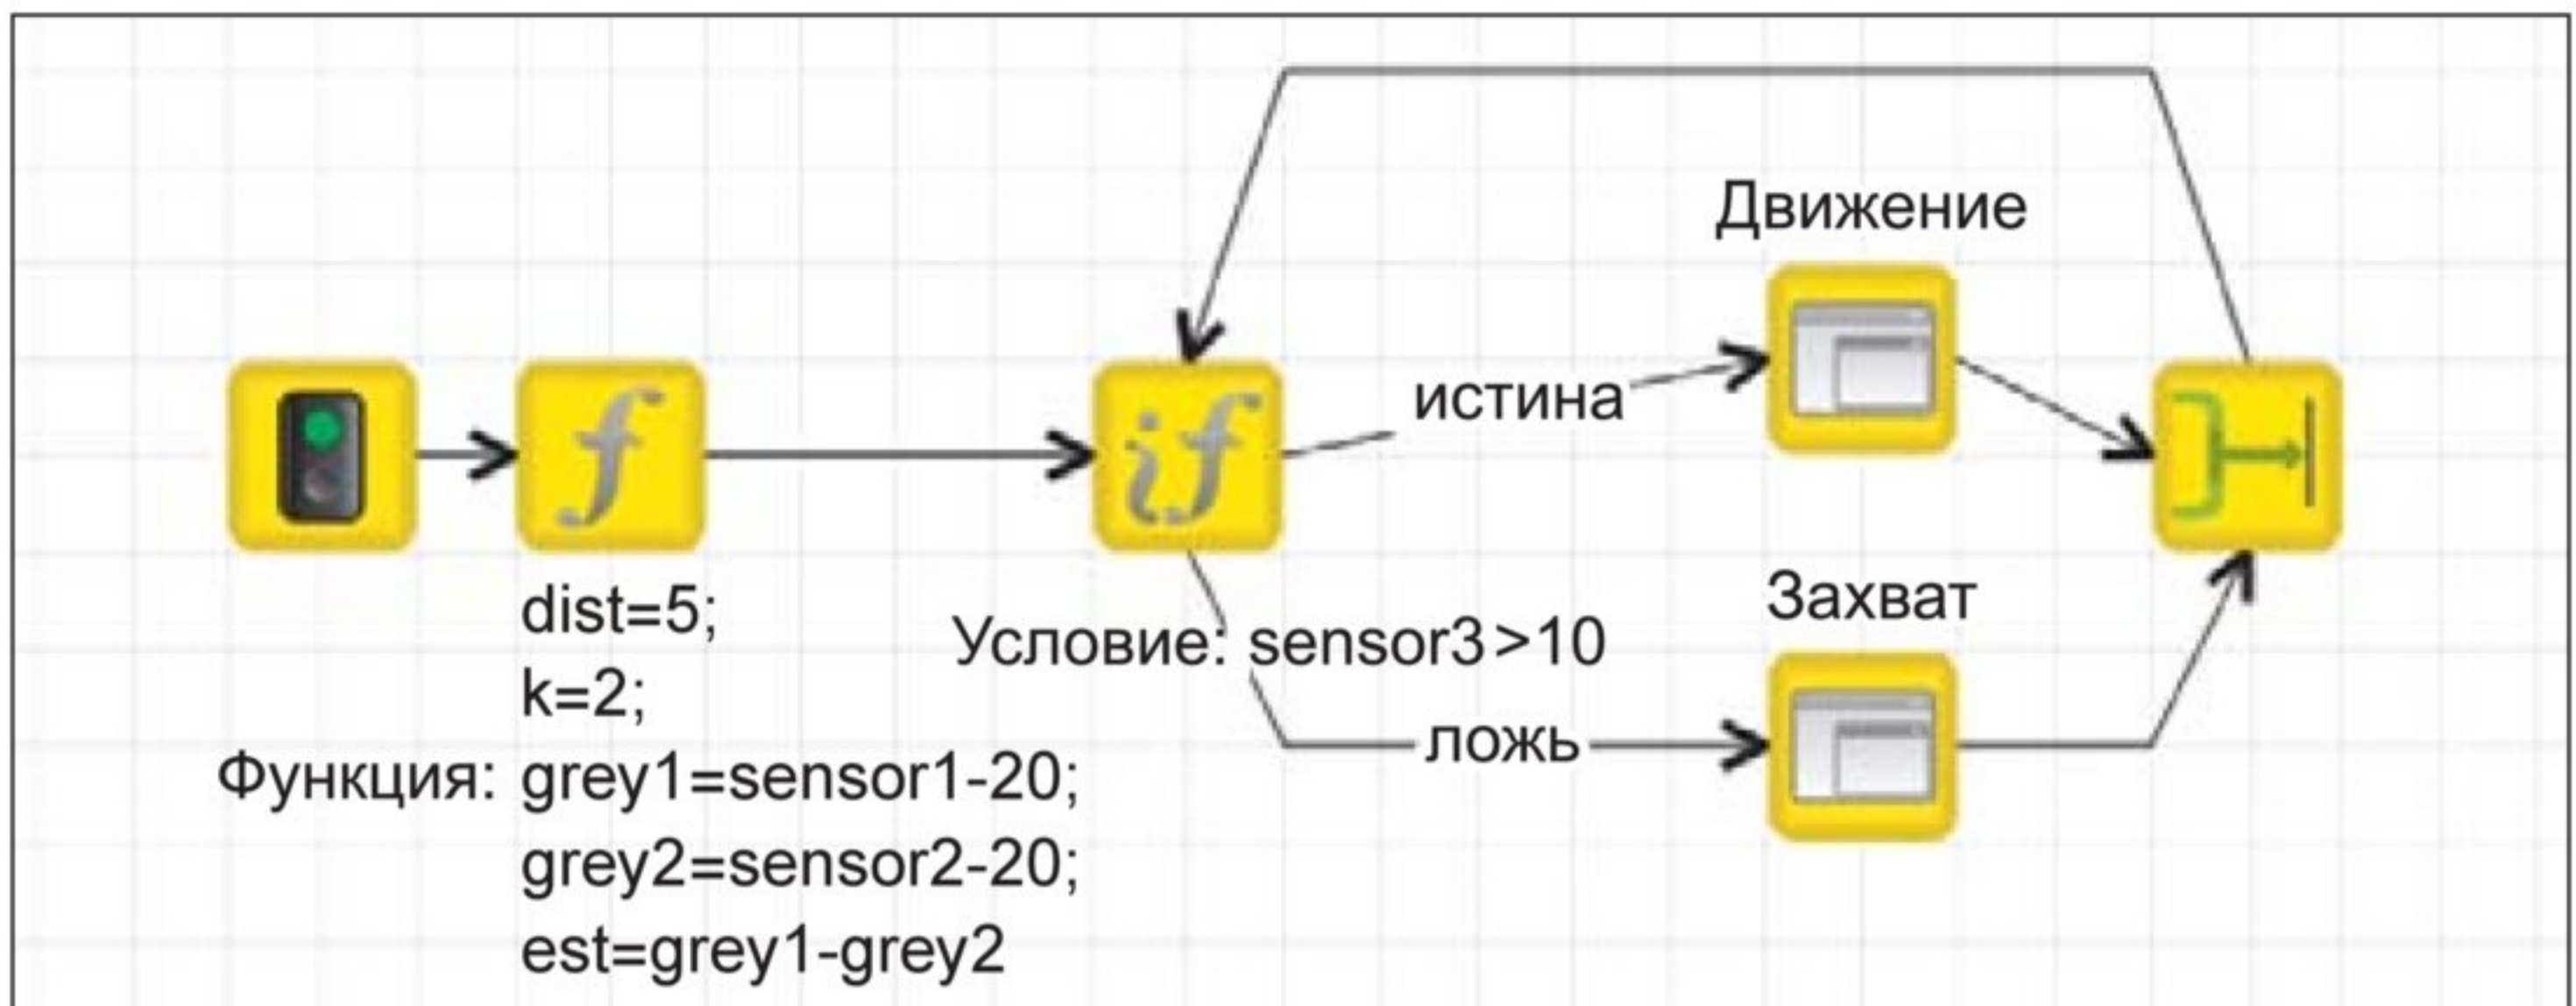 Движение
истина
Захват
Условие: sensor3>10
ложь
dist=5;
k=2;
Функция: grey1=sensor1-20;
grey2=sensor2-20;
est=grey1-grey2